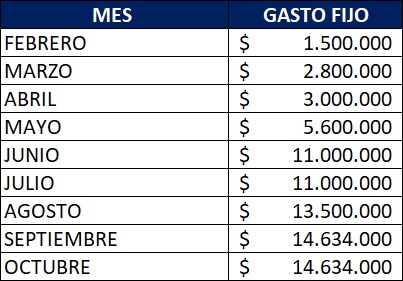 MES GASTO FIJO
FEBRERO $ 1.500.000
MARZO $ 2.800.000
ABRIL $ 3.000.000
MAYO $ 5.600.000
JUNIO $ 11.000.000
JULIO $ 11.000.000
AGOSTO $ 13.500.000
SEPTIEMBRE $ 14.634.000
OCTUBRE $ 14.634.000